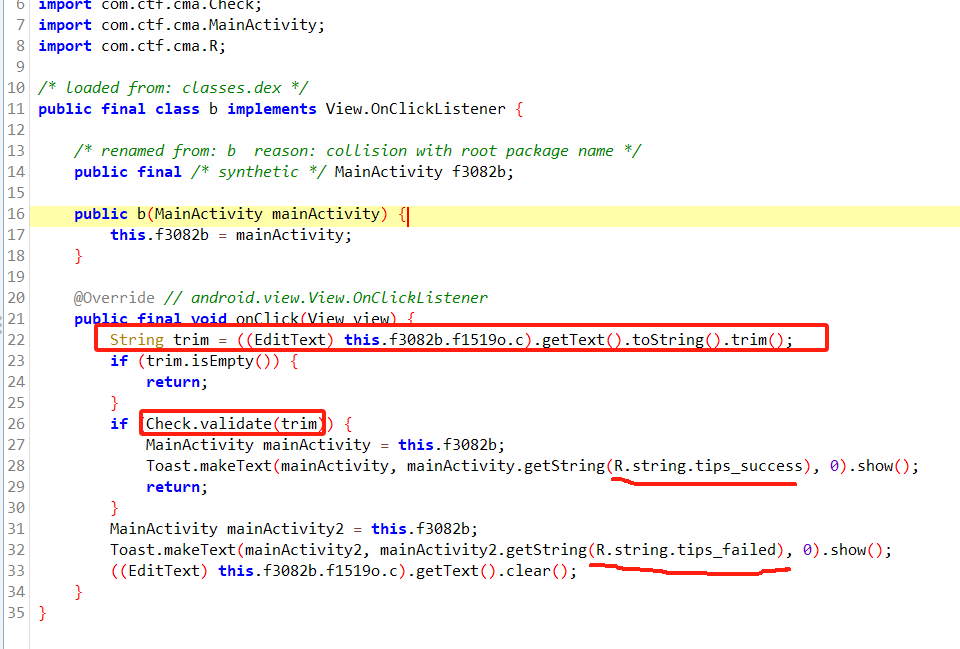 6 import com.ctf.cma.Check;
7 import com.ctf.cma.MainActivity;
8 import com.ctf.cma.R;
9
10 /* loaded from: classes.dex */
11 public final class b implements View.OnClickListener {
12
13 /* renamed from: b  reason: collision with root package name */
14 public final /* synthetic */ MainActivity f3082b;
15
16 public b(MainActivity mainActivity) {
17 this.f3082b = mainActivity;
18 }
19
20 @Override // android.view.View.OnClickListener
21 public final void onClick(View view) {
22 String trim = ((EditText) this.f3082b.f1519o.c).getText().toString().trim();
23 if (trim.isEmpty()) {
24 return;
25 }
26 if (Check.validate(trim)) {
27 MainActivity mainActivity = this.f3082b;
28 Toast.makeText(mainActivity, mainActivity.getString(R.string.tips_success), 0).show();
29 return;
30 }
31 MainActivity mainActivity2 = this.f3082b;
32 Toast.makeText(mainActivity2, mainActivity2.getString(R.string.tips_failed), 0).show();
33 ((EditText) this.f3082b.f1519o.c).getText().clear();
34 }
35 }